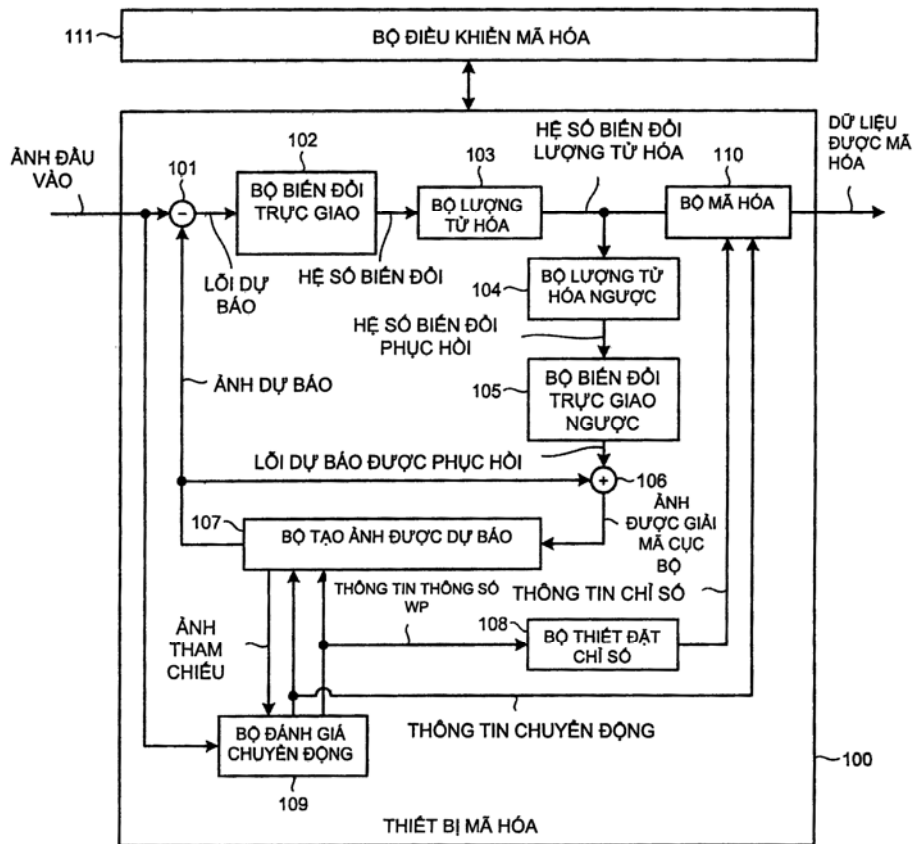 111
BỘ ĐIỀU KHIỂN MÃ HÓA
ẢNH ĐẦU
VÀO
101
102
BỘ BIẾN ĐỔI
TRỰC GIAO
103
BỘ LƯỢNG
TỬ HÓA
HỆ SỐ BIẾN ĐỔI
LƯỢNG TỬ HÓA
110
BỘ MÃ HÓA
DỮ LIỆU
ĐƯỢC MÃ
HÓA
LỖI DỰ
BÁO
HỆ SỐ BIẾN ĐỔI
104
BỘ LƯỢNG TỬ
HÓA NGƯỢC
HỆ SỐ BIẾN ĐỔI
PHỤC HỒI
ẢNH DỰ BÁO
105
BỘ BIẾN ĐỔI
TRỰC GIAO
NGƯỢC
LỖI DỰ BÁO ĐƯỢC PHỤC HỒI
106
ẢNH
ĐƯỢC GIẢI
MÃ CỤC
BỘ
107
BỘ TẠO ẢNH ĐƯỢC DỰ BÁO
THÔNG TIN CHỈ SỐ
THÔNG TIN THÔNG SỐ
WP
108
BỘ THIẾT ĐẶT
CHỈ SỐ
ẢNH
THAM
CHIẾU
BỘ ĐÁNH GIÁ
CHUYỂN ĐỘNG
109
THÔNG TIN CHUYỂN ĐỘNG
100
THIẾT BỊ MÃ HÓA